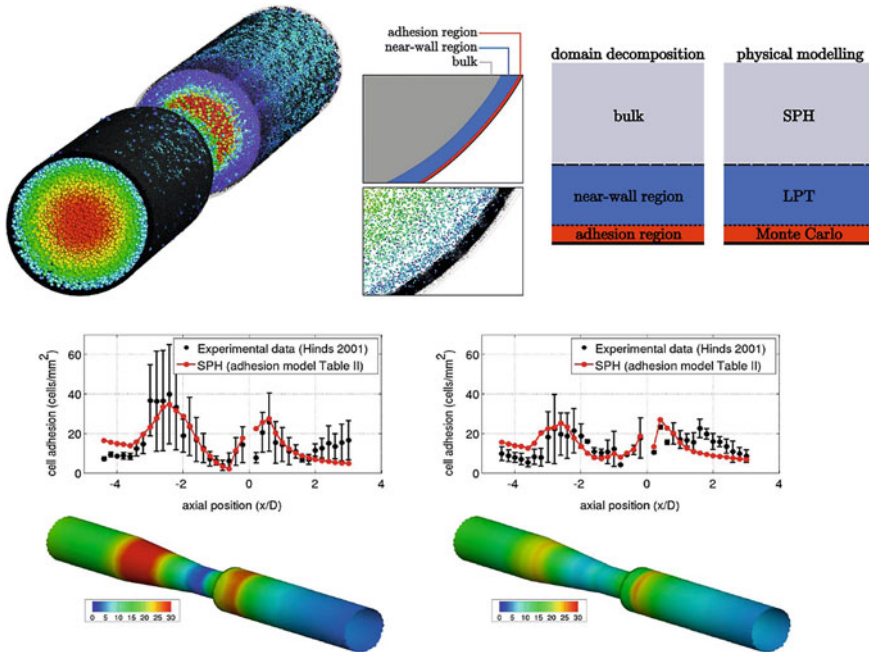 adhesion region
near-wall region
bulk
domain decomposition
physical modelling
bulk
SPH
near-wall region
LPT
adhesion region
Monte Carlo
cell adhesion (cells/mm²)
60
40
20
0
Experimental data (Hinds 2001)
SPH (adhesion model Table II)
-4 -2 0 2 4
axial position (x/D)
cell adhesion (cells/mm²)
60
40
20
0
Experimental data (Hinds 2001)
SPH (adhesion model Table II)
-4 -2 0 2 4
axial position (x/D)
0 5 10 15 20 25 30
0 5 10 15 20 25 30